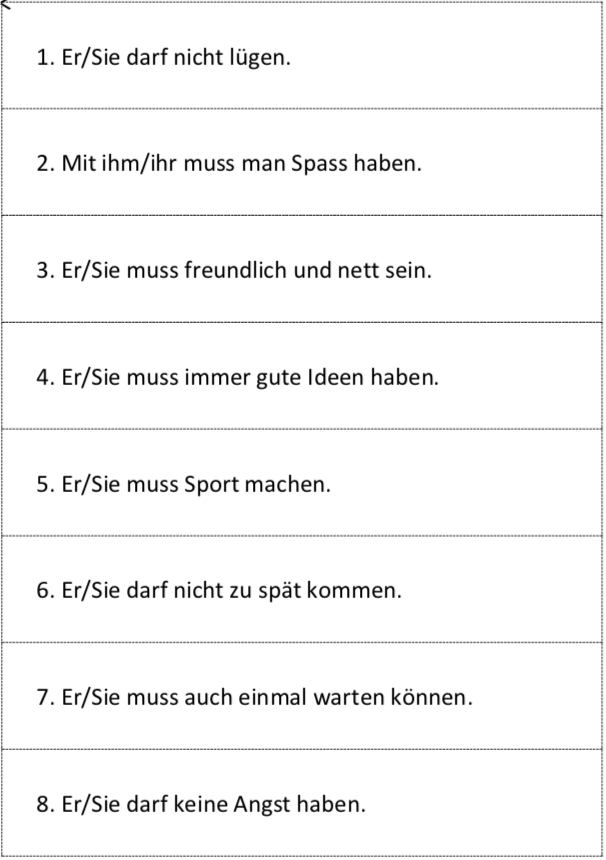 1. Er/Sie darf nicht lügen.
2. Mit ihm/ihr muss man Spass haben.
3. Er/Sie muss freundlich und nett sein.
4. Er/Sie muss immer gute Ideen haben.
5. Er/Sie muss Sport machen.
6. Er/Sie darf nicht zu spät kommen.
7. Er/Sie muss auch einmal warten können.
8. Er/Sie darf keine Angst haben.